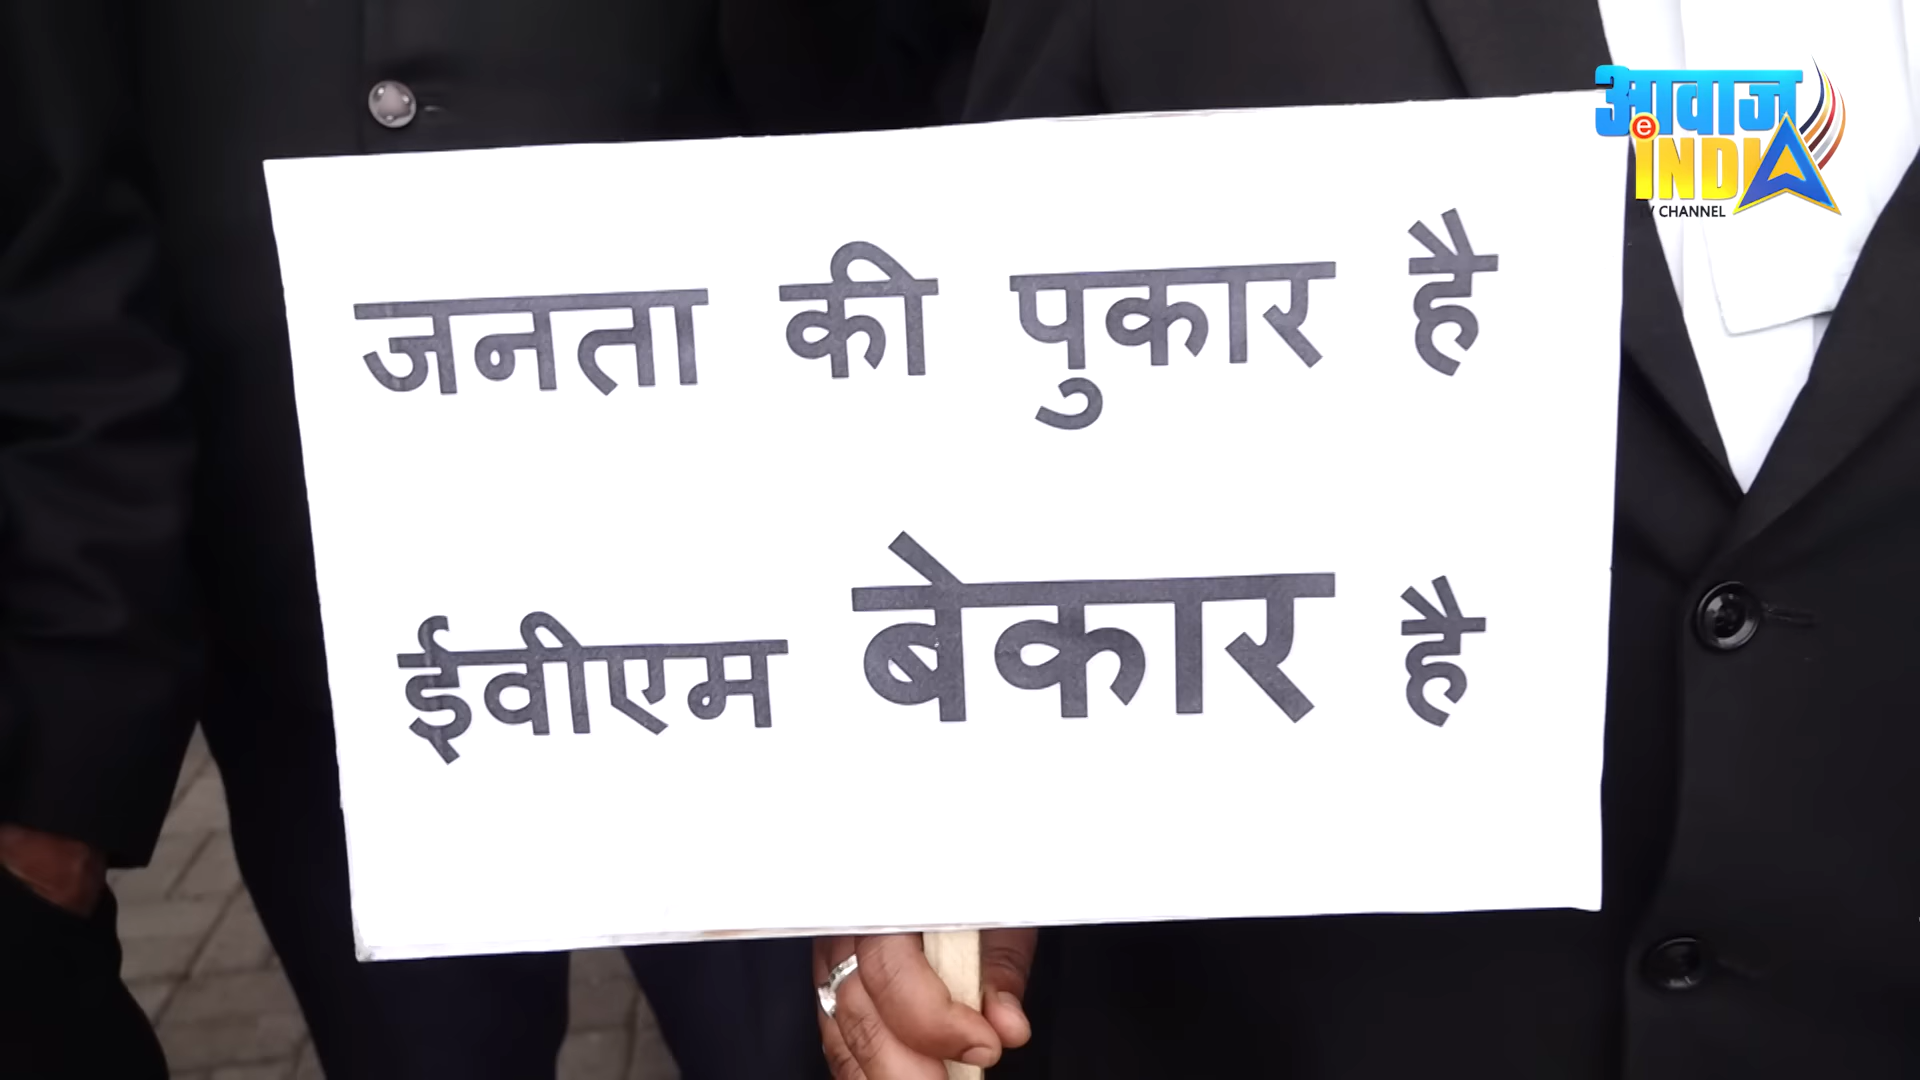 आवाज
e INDIA
TV CHANNEL
जनता की पुकार है
ईवीएम बेकार है